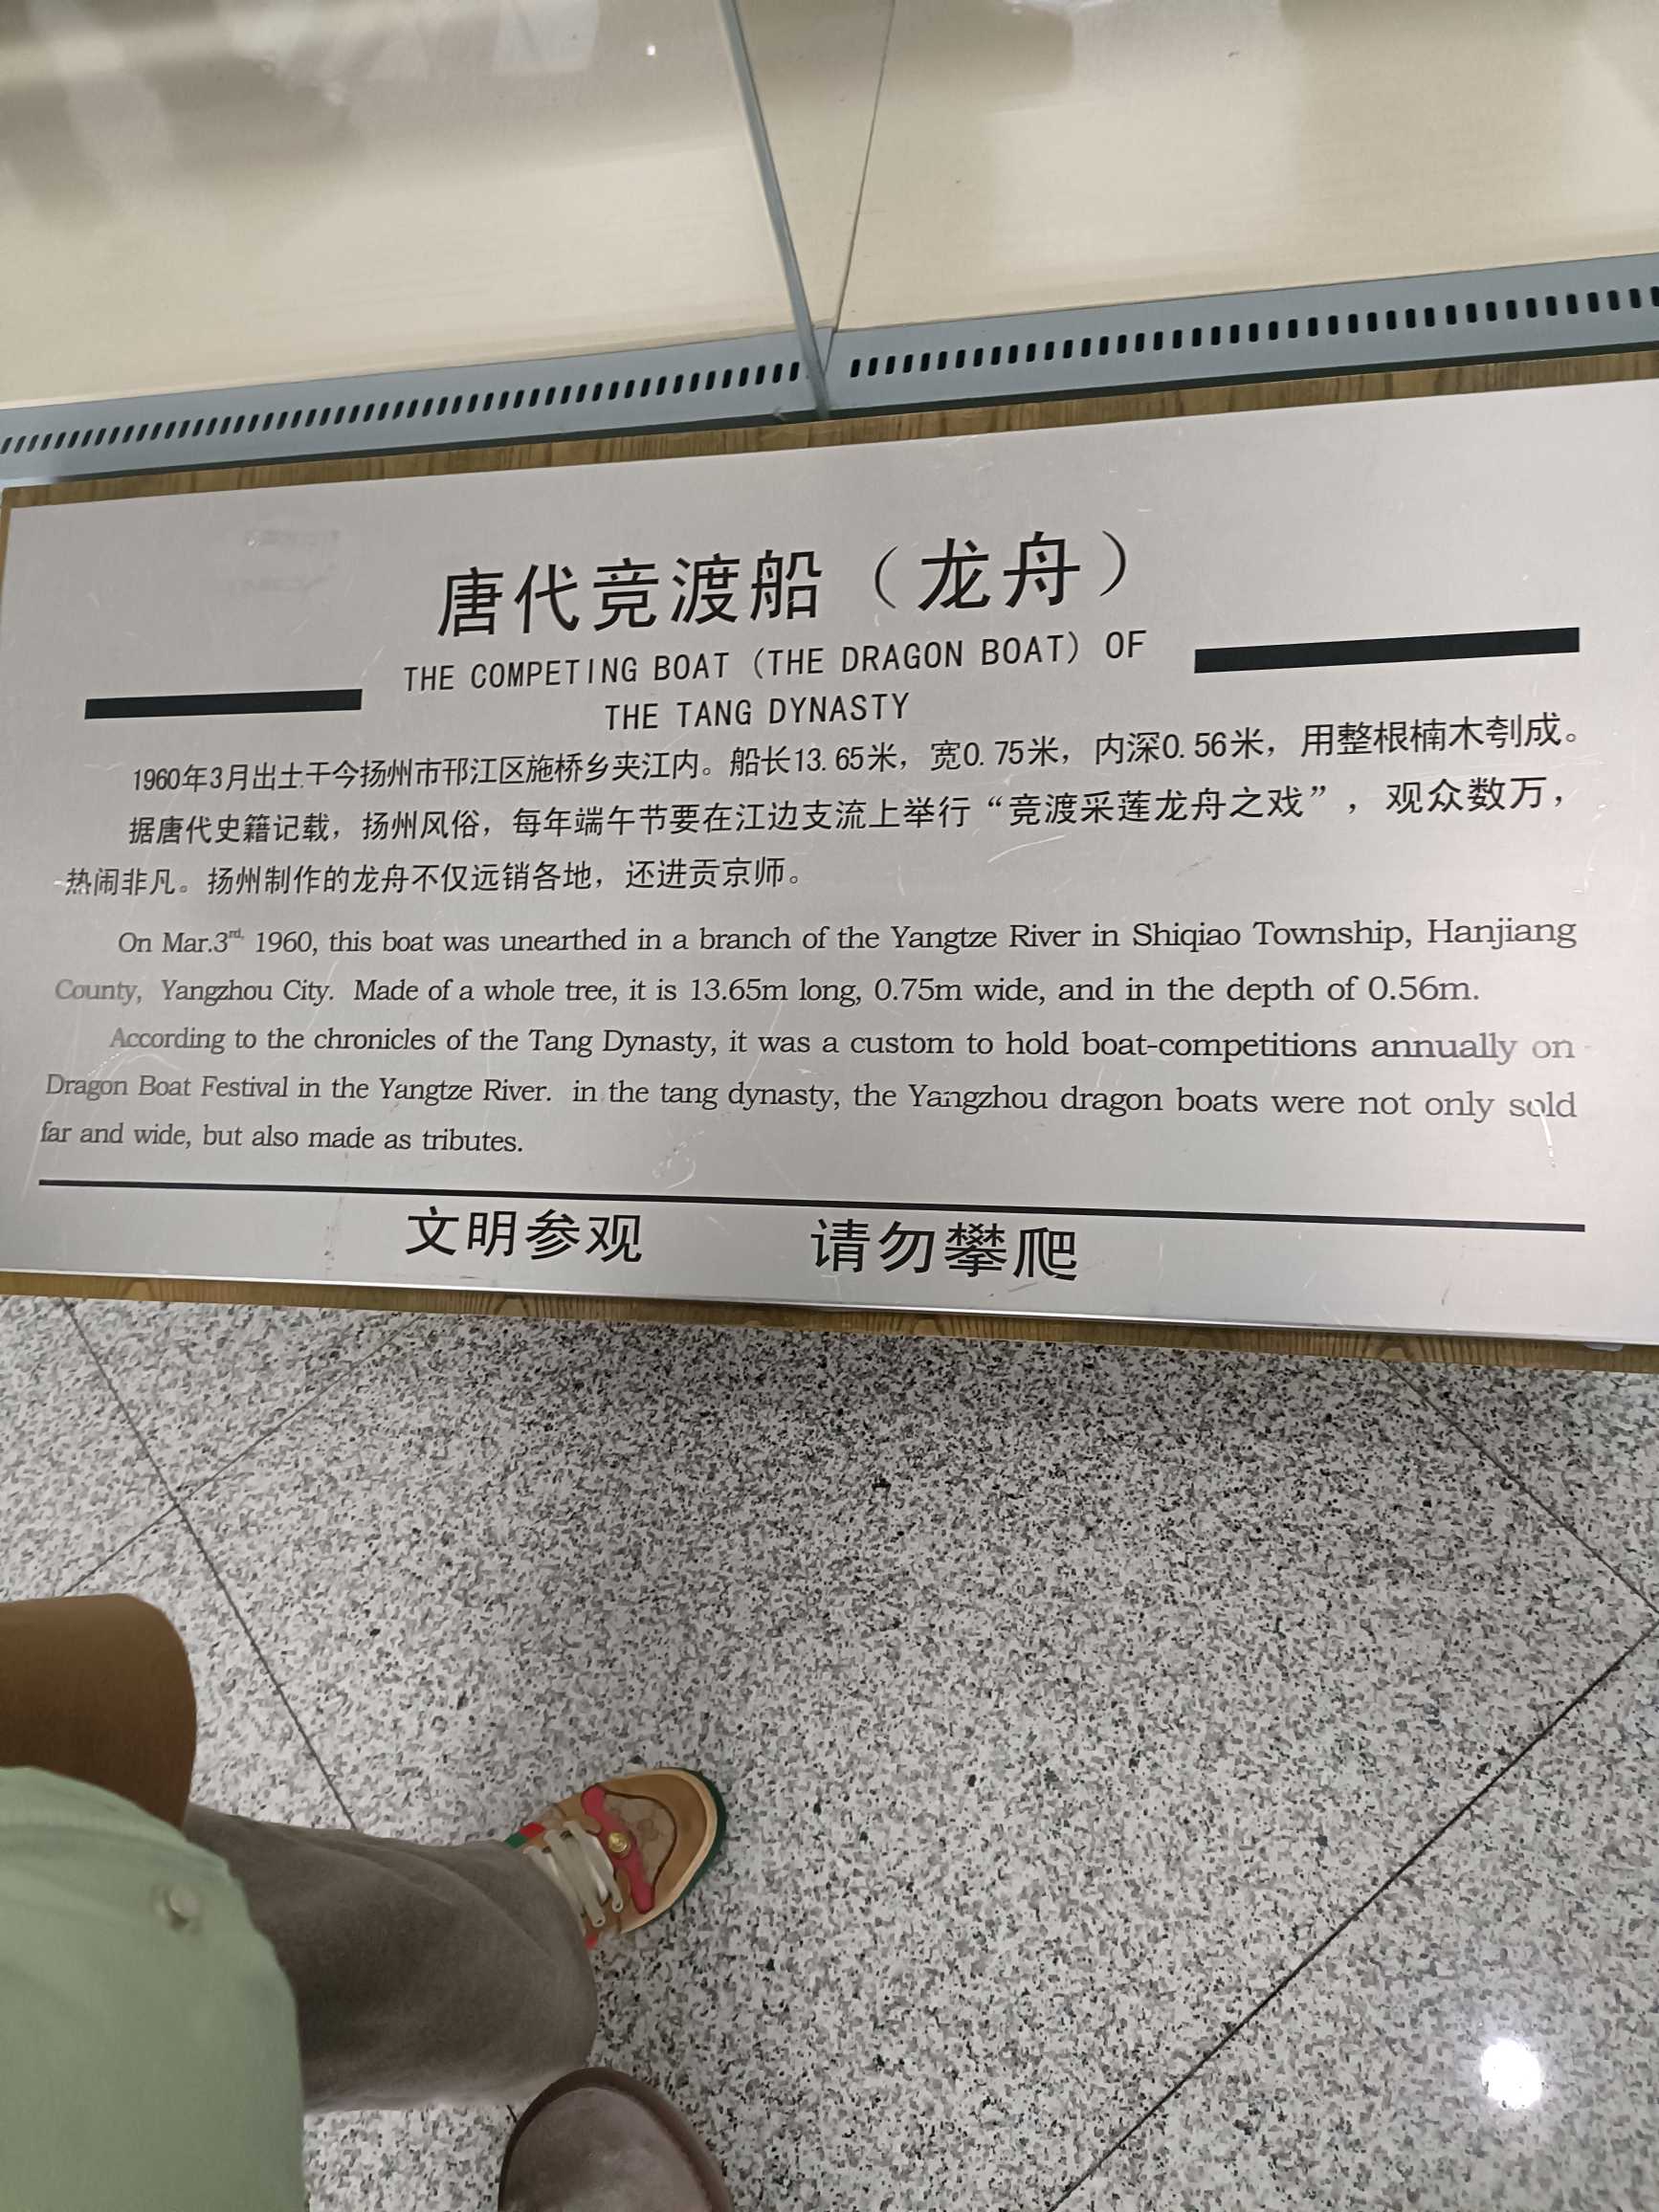 唐代竞渡船（龙舟）
THE COMPETING BOAT (THE DRAGON BOAT) OF
THE TANG DYNASTY
1960年3月出土于今扬州市邗江区施桥乡夹江内。船长13.65米，宽0.75米，内深0.56米，用整根楠木刳成。
据唐代史籍记载，扬州风俗，每年端午节要在江边支流上举行“竞渡采莲龙舟之戏”，观众数万，
热闹非凡。扬州制作的龙舟不仅远销各地，还进贡京师。
On Mar.3rd, 1960, this boat was unearthed in a branch of the Yangtze River in Shiqiao Township, Hanjiang
County, Yangzhou City. Made of a whole tree, it is 13.65m long, 0.75m wide, and in the depth of 0.56m.
According to the chronicles of the Tang Dynasty, it was a custom to hold boat-competitions annually on
Dragon Boat Festival in the Yangtze River. in the tang dynasty, the Yangzhou dragon boats were not only sold
far and wide, but also made as tributes.
文明参观 请勿攀爬